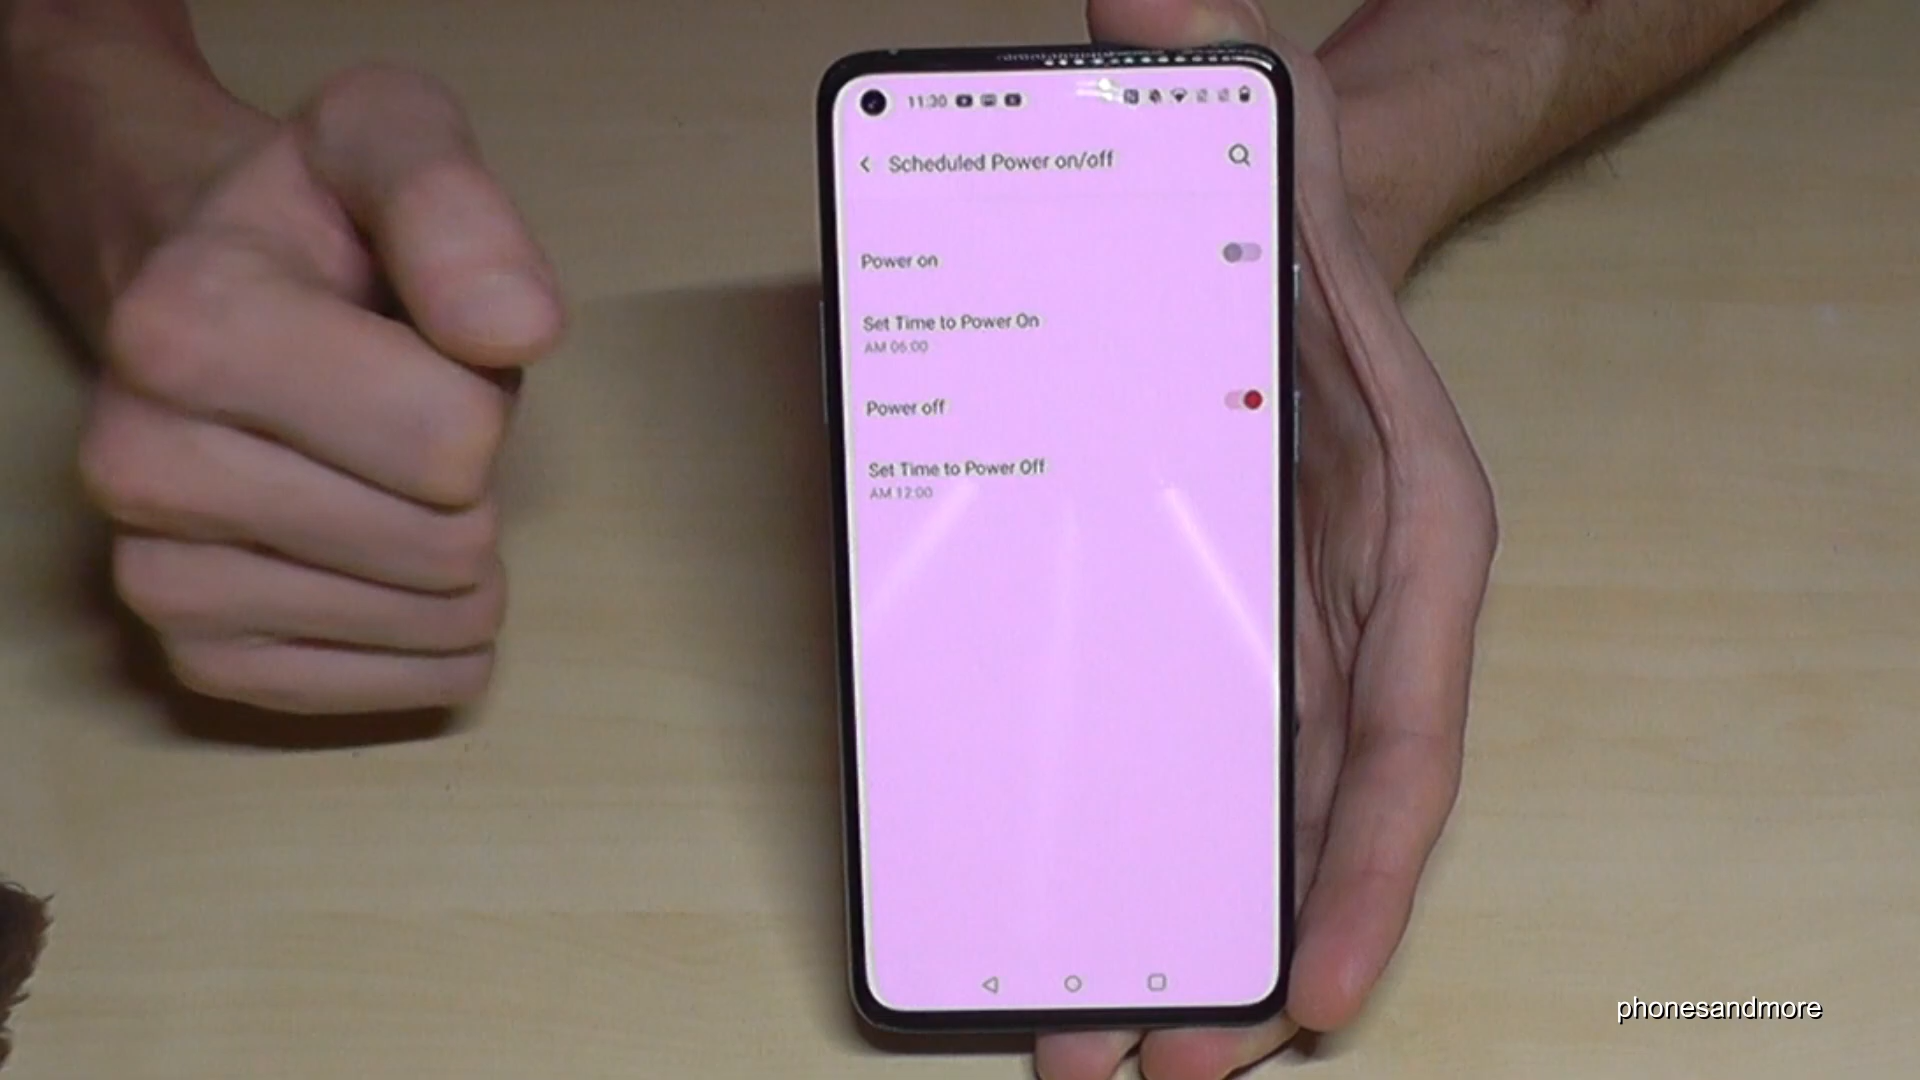 11:30
Scheduled Power on/off
Power on
Set Time to Power On
AM 06:00
Power off
Set Time to Power Off
AM 12:00
phonesandmore